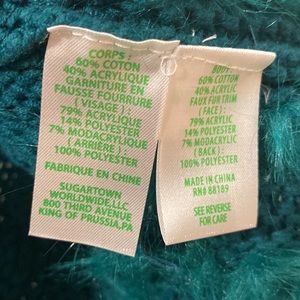 CORPS :
60% COTON
40% ACRYLIQUE
GARNITURE EN
FAUSSE FOURRURE
( VISAGE ) :
79% ACRYLIQUE
14% POLYESTER
7% MODACRYLIQUE
( ARRIÈRE ) :
100% POLYESTER
FABRIQUE EN CHINE
SUGARTOWN
WORLDWIDE,LLC
800 THIRD AVENUE
KING OF PRUSSIA,PA
BODY :
60% COTTON
40% ACRYLIC
FAUX FUR TRIM
( FACE) :
79% ACRYLIC
14% POLYESTER
7% MODACRYLIC
( BACK) :
100% POLYESTER
MADE IN CHINA
RN# 88189
SEE REVERSE
FOR CARE